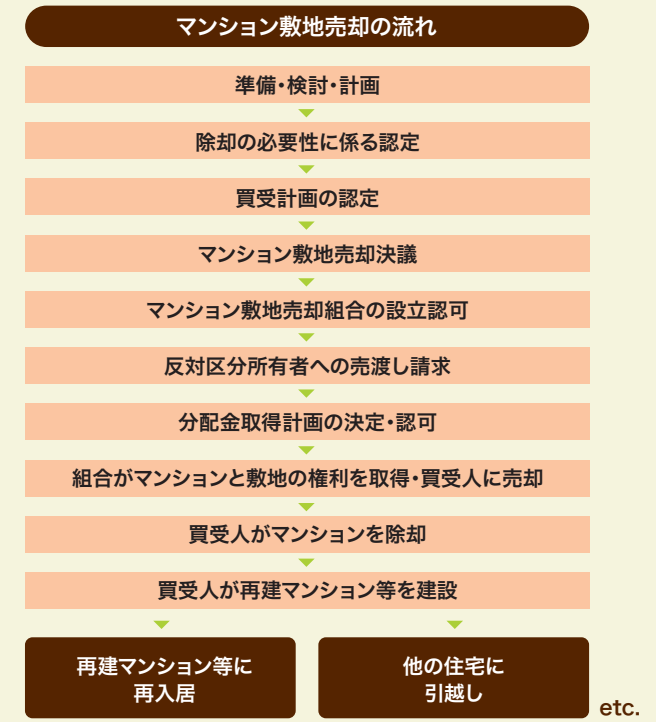 マンション敷地売却の流れ
準備・検討・計画
除却の必要性に係る認定
買受計画の認定
マンション敷地売却決議
マンション敷地売却組合の設立認可
反対区分所有者への売渡し請求
分配金取得計画の決定・認可
組合がマンションと敷地の権利を取得・買受人に売却
買受人がマンションを除却
買受人が再建マンション等を建設
再建マンション等に
再入居
他の住宅に
引越し
etc.